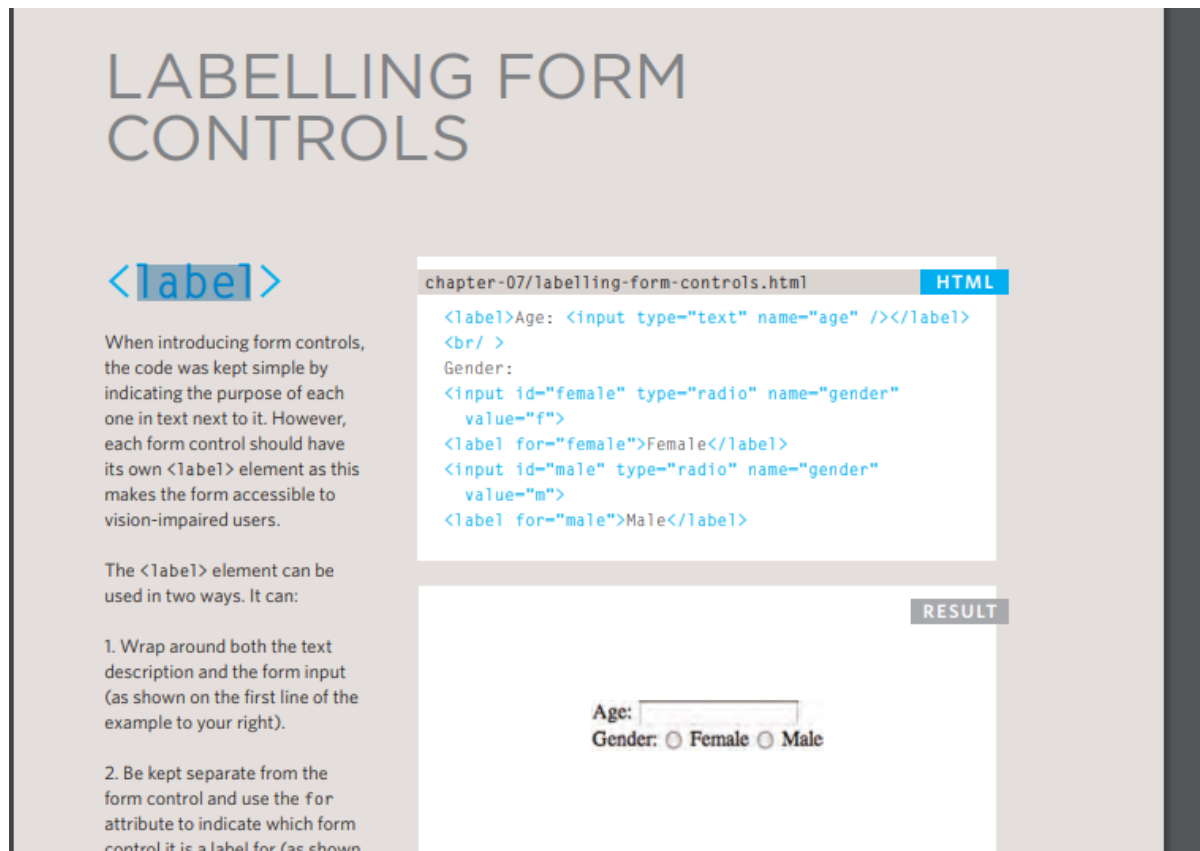 LABELLING FORM
CONTROLS
<label>
When introducing form controls,
the code was kept simple by
indicating the purpose of each
one in text next to it. However,
each form control should have
its own <label> element as this
makes the form accessible to
vision-impaired users.
The <label> element can be
used in two ways. It can:
1. Wrap around both the text
description and the form input
(as shown on the first line of the
example to your right).
2. Be kept separate from the
form control and use the for
attribute to indicate which form
control it is a label for (as shown
chapter-07/labelling-form-controls.html
HTML
<label>Age: <input type="text" name="age" /></label>
<br/ >
Gender:
<input id="female" type="radio" name="gender"
value="f">
<label for="female">Female</label>
<input id="male" type="radio" name="gender"
value="m">
<label for="male">Male</label>
RESULT
Age:
Gender: Female Male